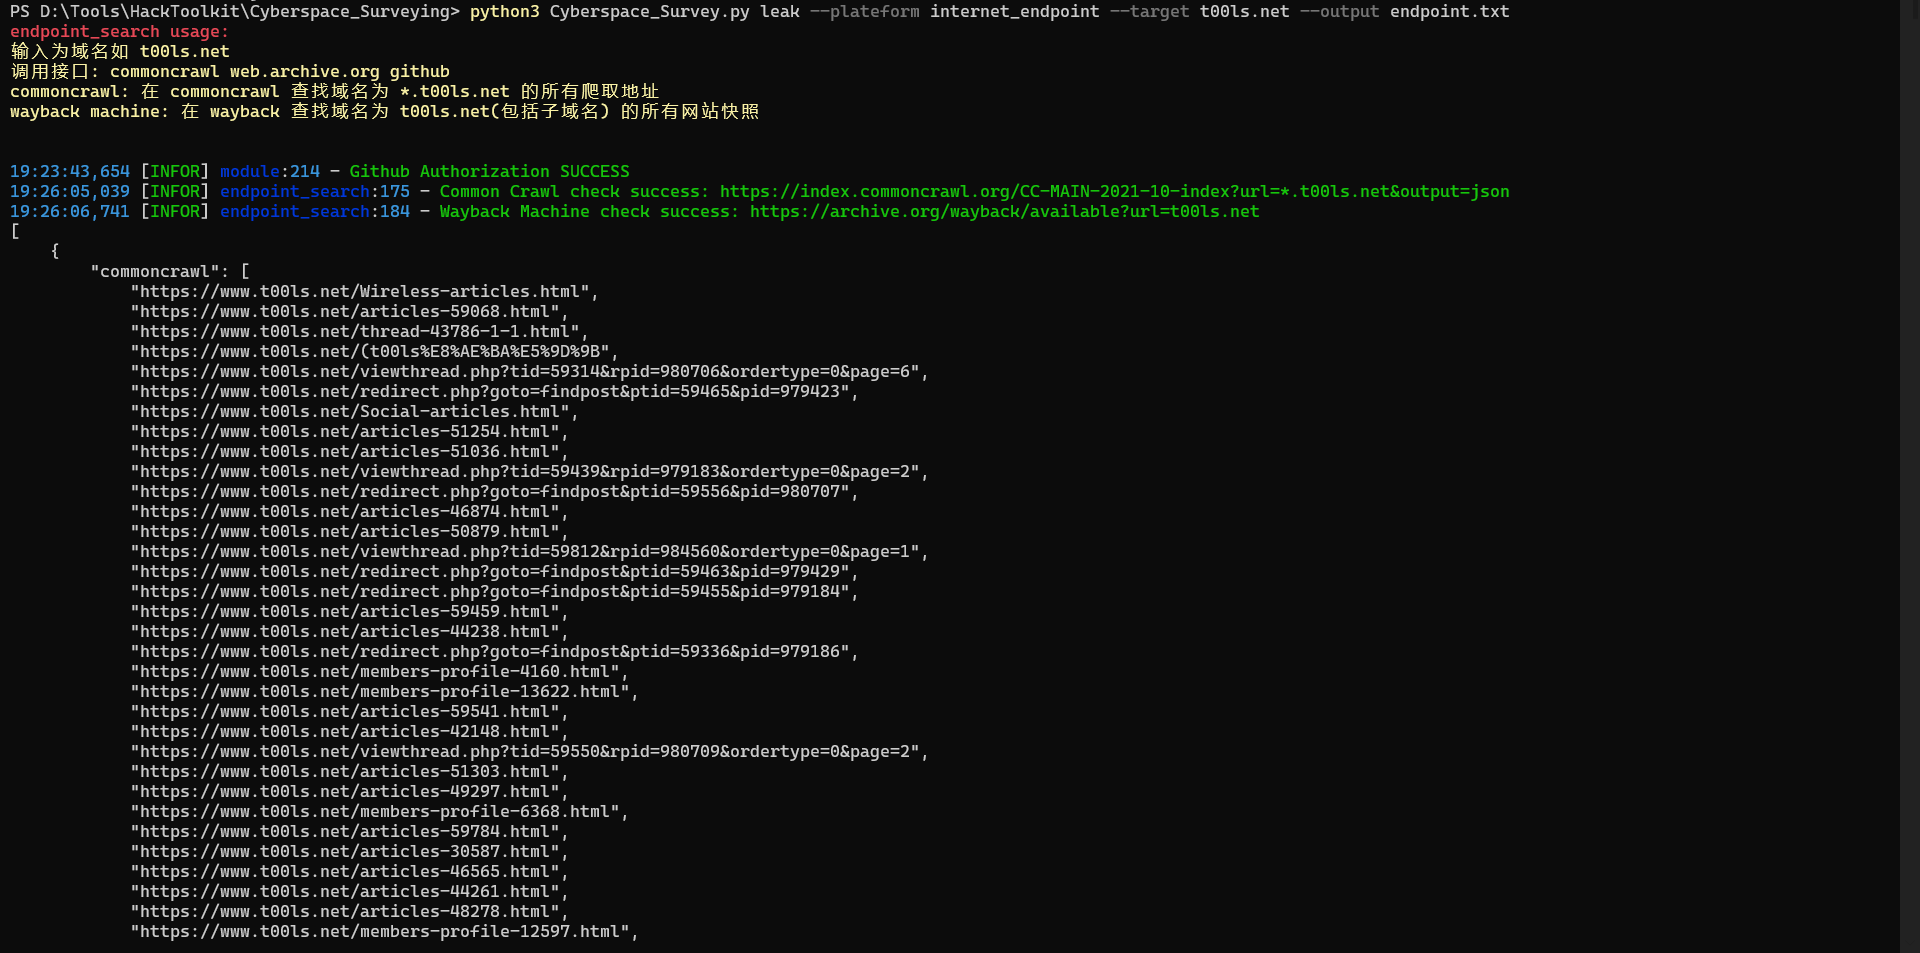 PS D:\Tools\HackToolkit\Cyberspace_Surveying> python3 Cyberspace_Survey.py leak --plateform internet_endpoint --target t00ls.net --output endpoint.txt
endpoint_search usage:
输入为域名如 t00ls.net
调用接口: commoncrawl web.archive.org github
commoncrawl: 在 commoncrawl 查找域名为 *.t00ls.net 的所有爬取地址
wayback machine: 在 wayback 查找域名为 t00ls.net(包括子域名) 的所有网站快照
19:23:43,654 [INFOR] module:214 - Github Authorization SUCCESS
19:26:05,039 [INFOR] endpoint_search:175 - Common Crawl check success: https://index.commoncrawl.org/CC-MAIN-2021-10-index?url=*.t00ls.net&output=json
19:26:06,741 [INFOR] endpoint_search:184 - Wayback Machine check success: https://archive.org/wayback/available?url=t00ls.net
[
{
"commoncrawl": [
"https://www.t00ls.net/Wireless-articles.html",
"https://www.t00ls.net/articles-59068.html",
"https://www.t00ls.net/thread-43786-1-1.html",
"https://www.t00ls.net/(t00ls%E8%AE%BA%E5%9D%9B",
"https://www.t00ls.net/viewthread.php?tid=59314&rpid=980706&ordertype=0&page=6",
"https://www.t00ls.net/redirect.php?goto=findpost&ptid=59465&pid=979423",
"https://www.t00ls.net/Social-articles.html",
"https://www.t00ls.net/articles-51254.html",
"https://www.t00ls.net/articles-51036.html",
"https://www.t00ls.net/viewthread.php?tid=59439&rpid=979183&ordertype=0&page=2",
"https://www.t00ls.net/redirect.php?goto=findpost&ptid=59556&pid=980707",
"https://www.t00ls.net/articles-46874.html",
"https://www.t00ls.net/articles-50879.html",
"https://www.t00ls.net/viewthread.php?tid=59812&rpid=984560&ordertype=0&page=1",
"https://www.t00ls.net/redirect.php?goto=findpost&ptid=59463&pid=979429",
"https://www.t00ls.net/redirect.php?goto=findpost&ptid=59455&pid=979184",
"https://www.t00ls.net/articles-59459.html",
"https://www.t00ls.net/articles-44238.html",
"https://www.t00ls.net/redirect.php?goto=findpost&ptid=59336&pid=979186",
"https://www.t00ls.net/members-profile-4160.html",
"https://www.t00ls.net/members-profile-13622.html",
"https://www.t00ls.net/articles-59541.html",
"https://www.t00ls.net/articles-42148.html",
"https://www.t00ls.net/viewthread.php?tid=59550&rpid=980709&ordertype=0&page=2",
"https://www.t00ls.net/articles-51303.html",
"https://www.t00ls.net/articles-49297.html",
"https://www.t00ls.net/members-profile-6368.html",
"https://www.t00ls.net/articles-59784.html",
"https://www.t00ls.net/articles-30587.html",
"https://www.t00ls.net/articles-46565.html",
"https://www.t00ls.net/articles-44261.html",
"https://www.t00ls.net/articles-48278.html",
"https://www.t00ls.net/members-profile-12597.html",